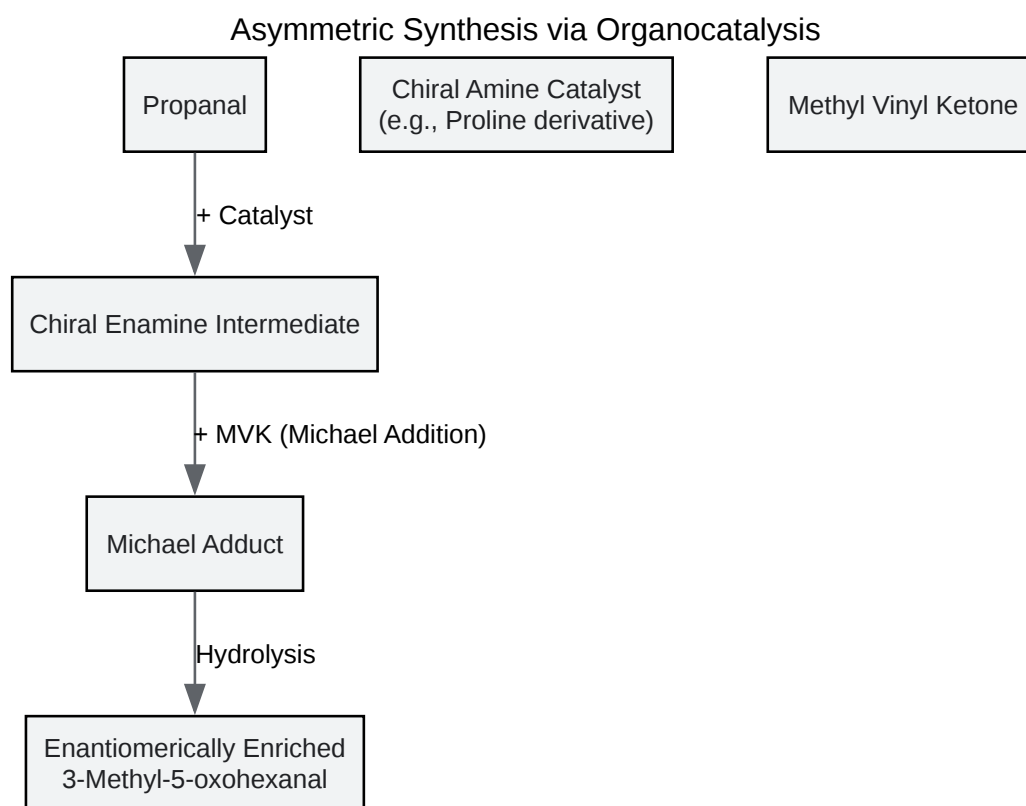 Asymmetric Synthesis via Organocatalysis
Propanal
Chiral Amine Catalyst
(e.g., Proline derivative)
Methyl Vinyl Ketone
+ Catalyst
Chiral Enamine Intermediate
+ MVK (Michael Addition)
Michael Adduct
Hydrolysis
Enantiomerically Enriched
3-Methyl-5-oxohexanal